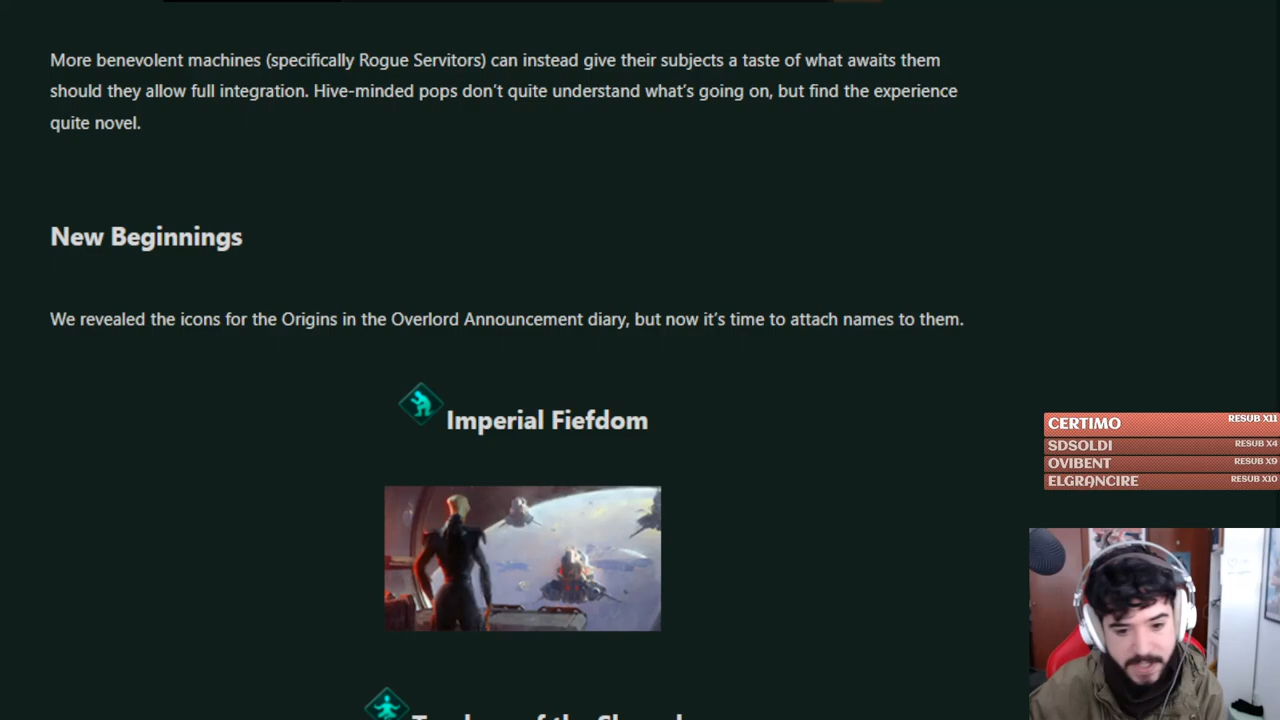 More benevolent machines (specifically Rogue Servitors) can instead give their subjects a taste of what awaits them
should they allow full integration. Hive-minded pops don’t quite understand what’s going on, but find the experience
quite novel.
New Beginnings
We revealed the icons for the Origins in the Overlord Announcement diary, but now it’s time to attach names to them.
Imperial Fiefdom
CERTIMO RESUB X11
SDSOLDI RESUB X4
OVIBENT RESUB X9
ELGRANCIRE RESUB X10
of the